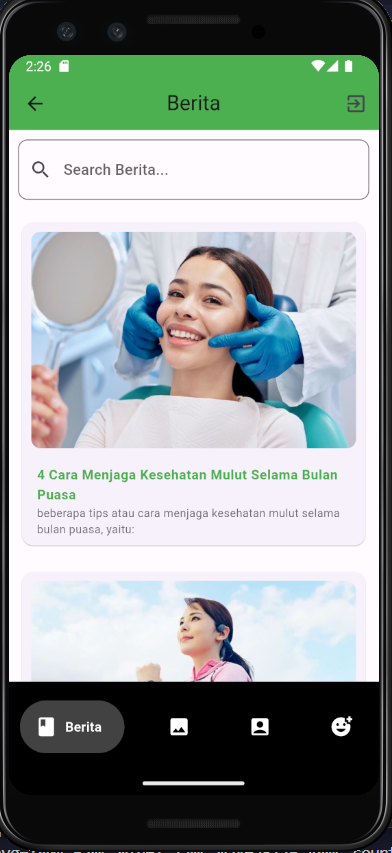 2:26
Berita
Search Berita...
4 Cara Menjaga Kesehatan Mulut Selama Bulan
Puasa
beberapa tips atau cara menjaga kesehatan mulut selama
bulan puasa, yaitu:
Berita